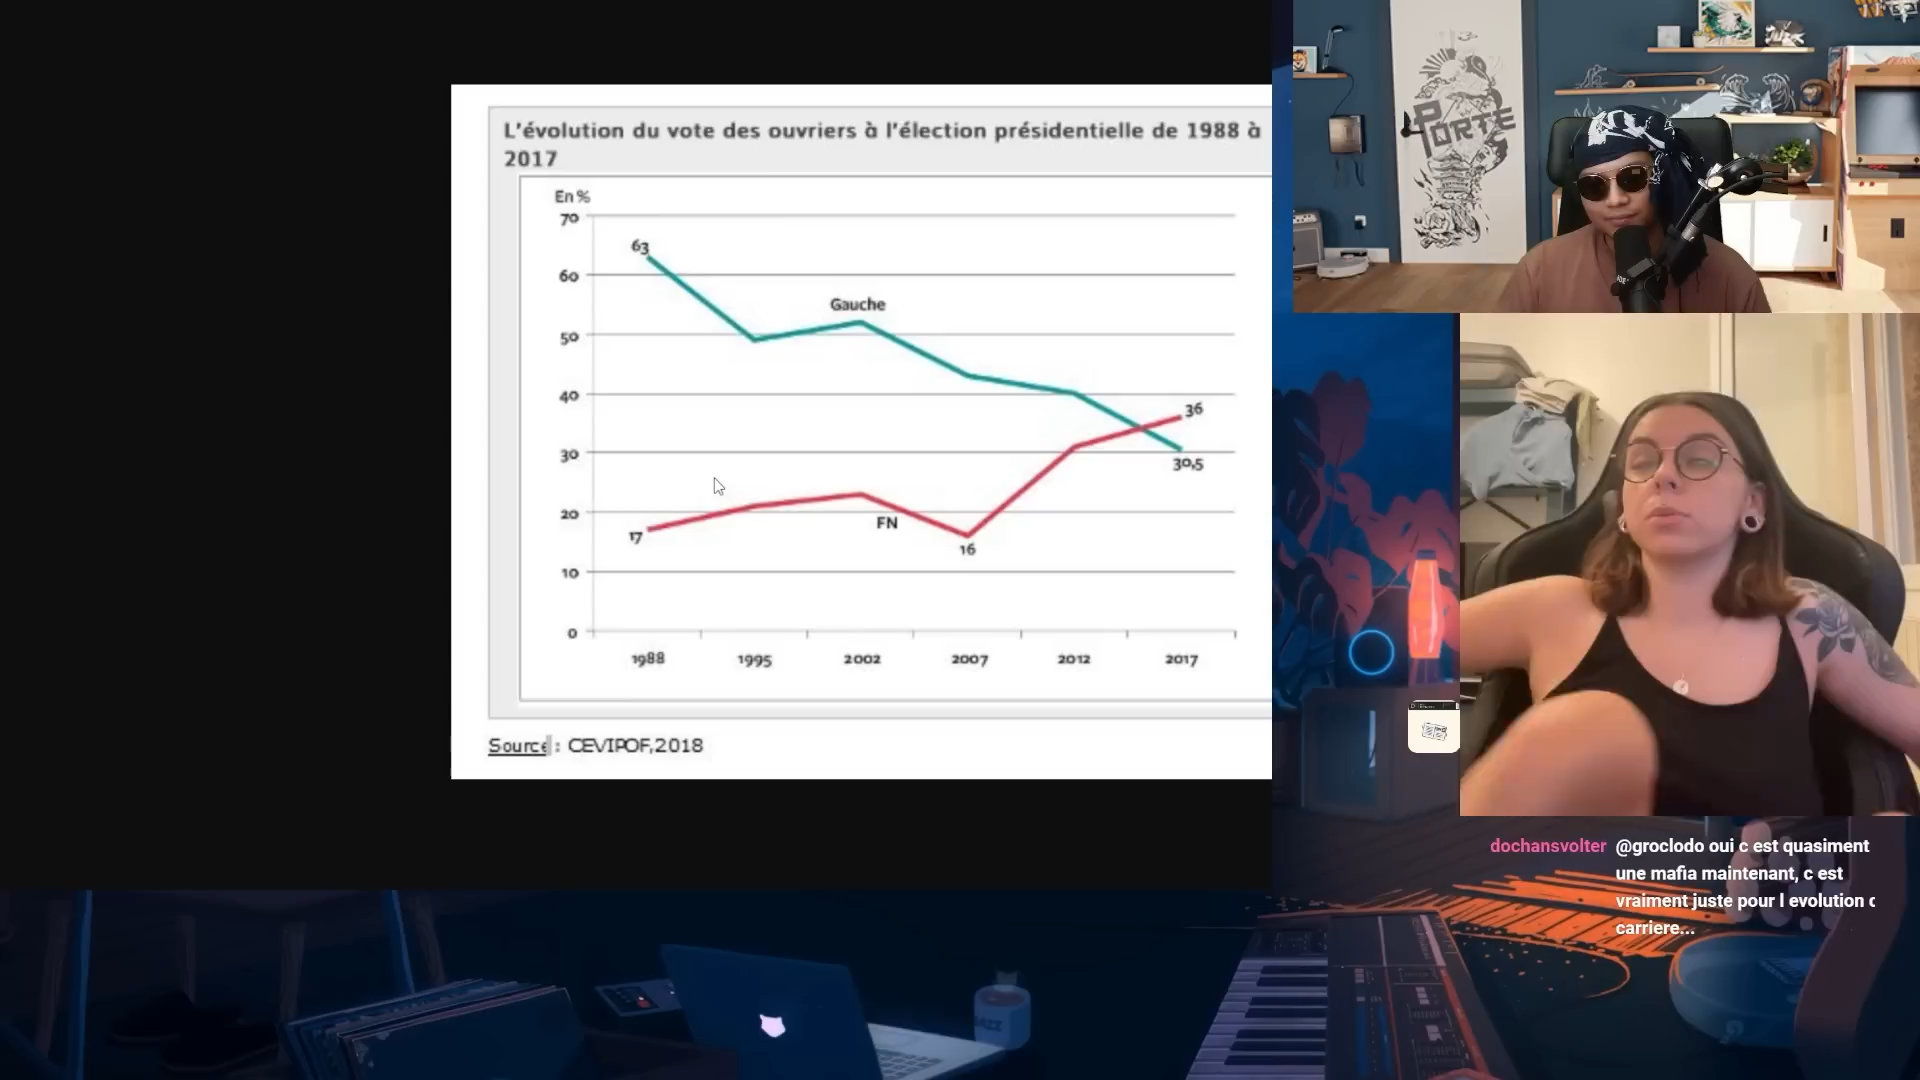 L'évolution du vote des ouvriers à l'élection présidentielle de 1988 à
2017
En %
70
60
50
40
30
20
10
0
63
Gauche
36
30,5
17
FN
16
1988
1995
2002
2007
2012
2017
Source : CEVIPOF,2018
PORTE
dochansvolter @groclodo oui c est quasiment
une mafia maintenant, c est
vraiment juste pour l evolution
carriere...